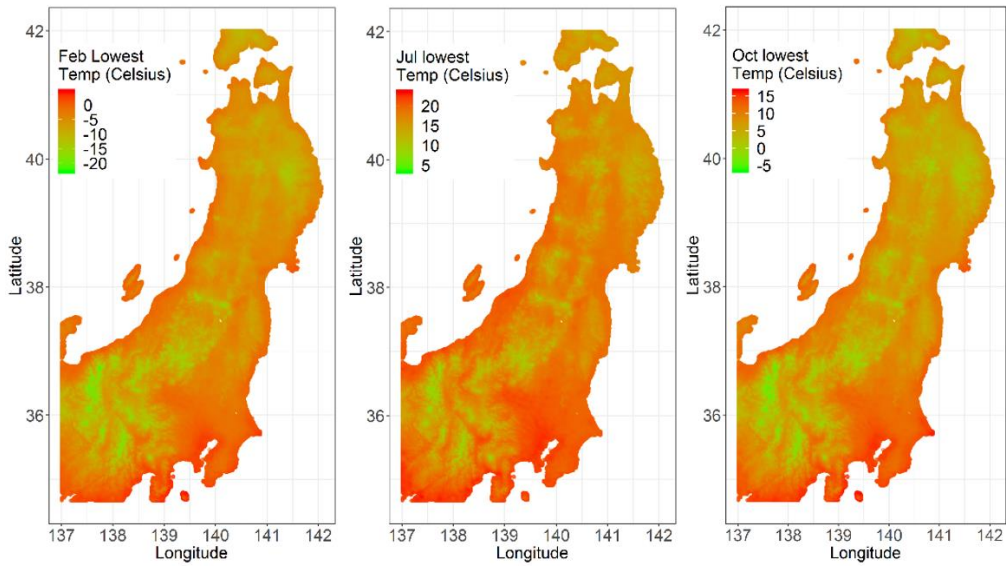 Feb Lowest
Temp (Celsius)
0
-5
-10
-15
-20
42
40
38
36
Latitude
137 138 139 140 141 142
Longitude
Jul lowest
Temp (Celsius)
20
15
10
5
42
40
38
36
Latitude
137 138 139 140 141 142
Longitude
Oct lowest
Temp (Celsius)
15
10
5
0
-5
42
40
38
36
Latitude
137 138 139 140 141 142
Longitude